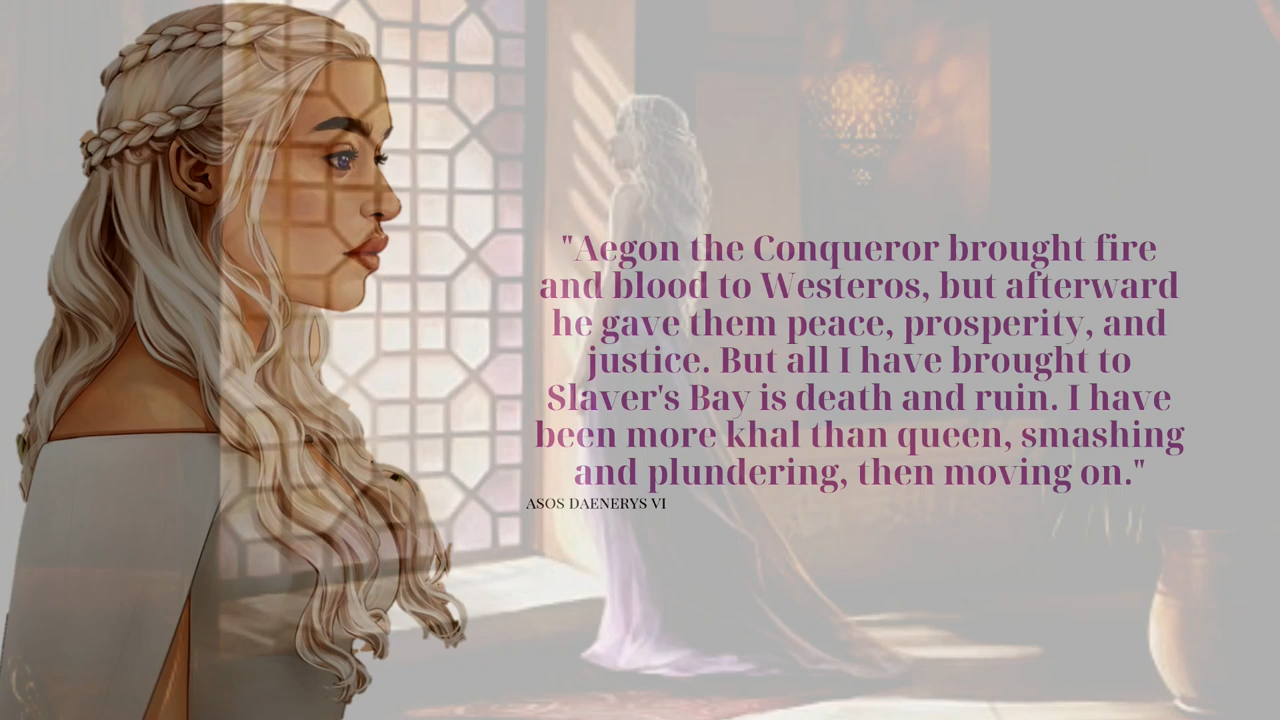 "Aegon the Conqueror brought fire
and blood to Westeros, but afterward
he gave them peace, prosperity, and
justice. But all I have brought to
Slaver's Bay is death and ruin. I have
been more khal than queen, smashing
and plundering, then moving on."
ASOS DAENERYS VI